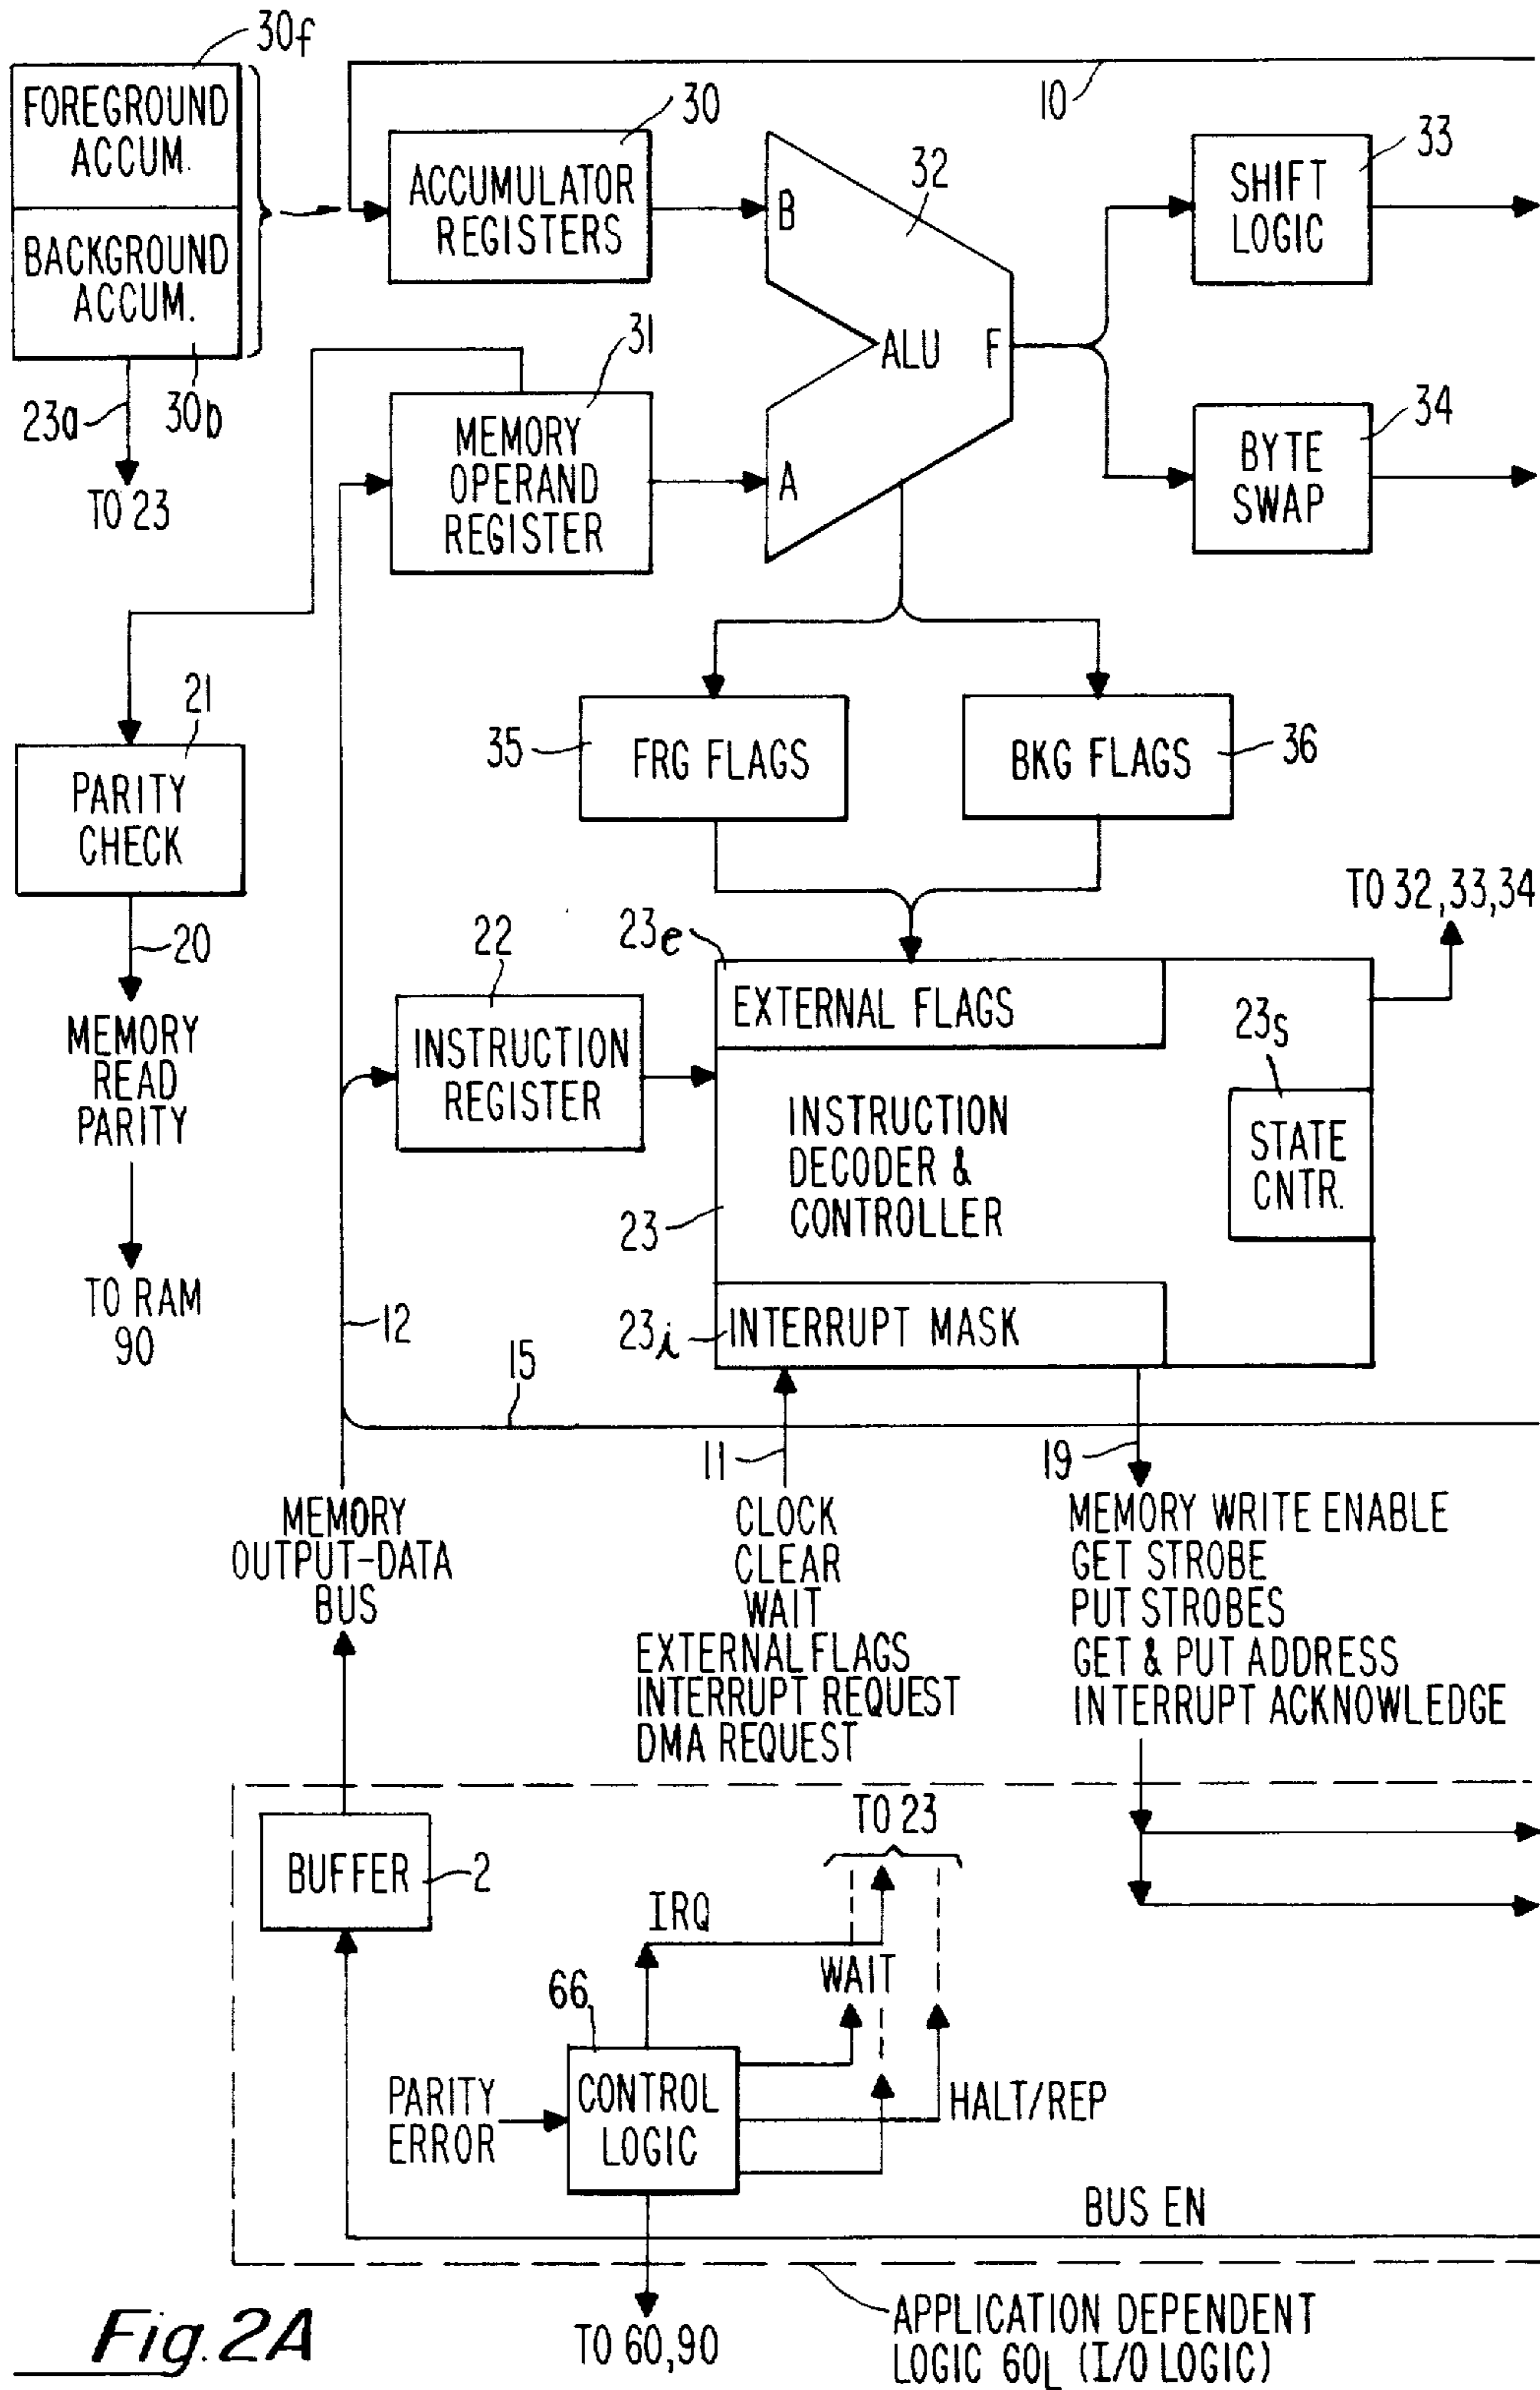 30f
FOREGROUND
ACCUM.
BACKGROUND
ACCUM.
23a
30b
TO 23
10
30
ACCUMULATOR
REGISTERS
31
MEMORY
OPERAND
REGISTER
32
B
ALU
F
A
33
SHIFT
LOGIC
34
BYTE
SWAP
21
PARITY
CHECK
20
MEMORY
READ
PARITY
TO RAM
90
35
FRG FLAGS
BKG FLAGS
36
TO 32,33,34
22
INSTRUCTION
REGISTER
23e
EXTERNAL FLAGS
INSTRUCTION
DECODER &
CONTROLLER
23
23s
STATE
CNTR.
23i
INTERRUPT MASK
12
15
11
19
MEMORY
OUTPUT-DATA
BUS
CLOCK
CLEAR
WAIT
EXTERNAL FLAGS
INTERRUPT REQUEST
DMA REQUEST
MEMORY WRITE ENABLE
GET STROBE
PUT STROBES
GET & PUT ADDRESS
INTERRUPT ACKNOWLEDGE
BUFFER
2
TO 23
IRQ
WAIT
66
PARITY
ERROR
CONTROL
LOGIC
HALT/REP
BUS EN
TO 60,90
APPLICATION DEPENDENT
LOGIC 60L (I/O LOGIC)
Fig. 2A